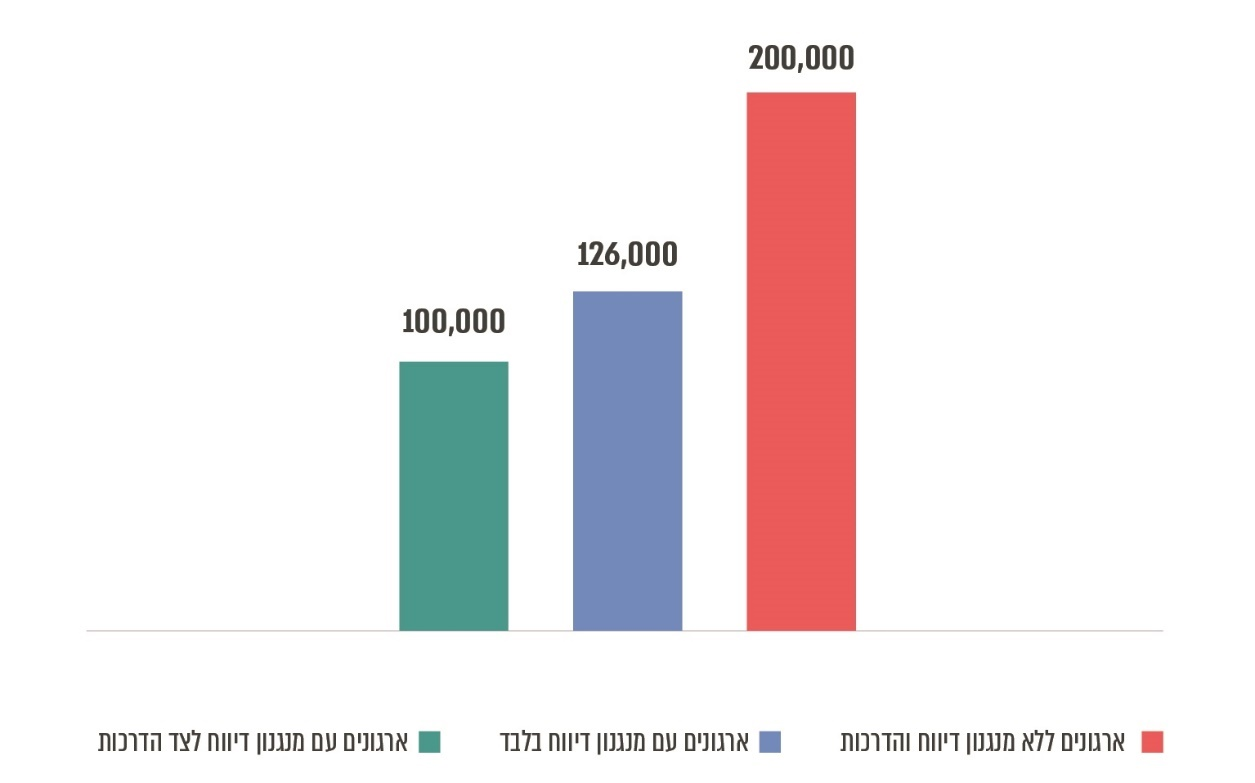 200,000
126,000
100,000
ארגונים ללא מנגנון דיווח והדרכות
ארגונים עם מנגנון דיווח בלבד
ארגונים עם מנגנון דיווח לצד הדרכות